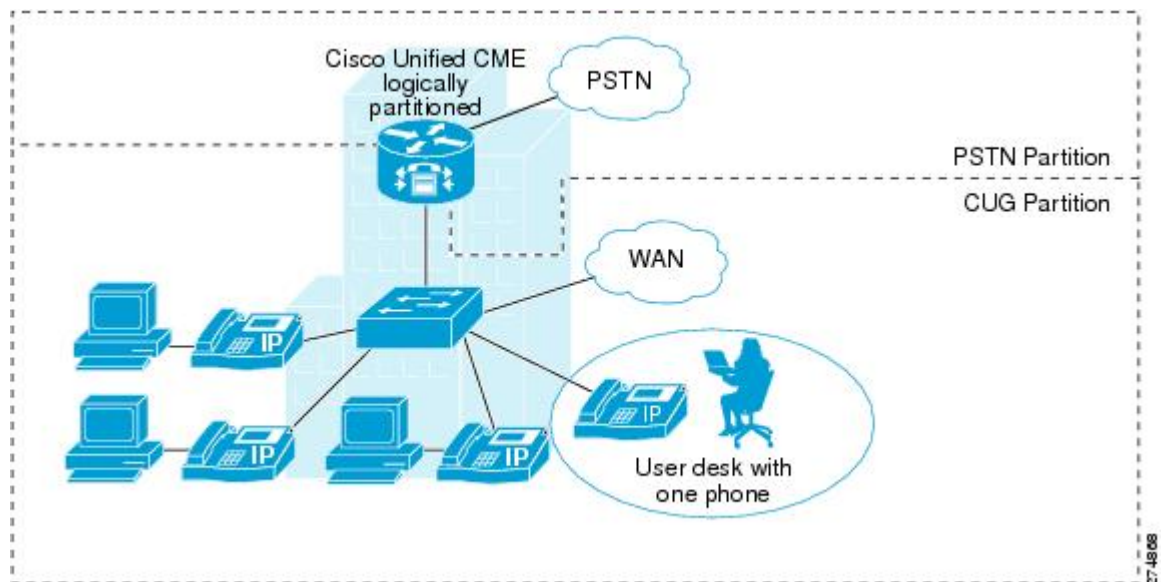 Cisco Unified CME
logically
partitioned
PSTN
PSTN Partition
CUG Partition
WAN
IP
IP
IP
IP
User desk with
one phone
74868